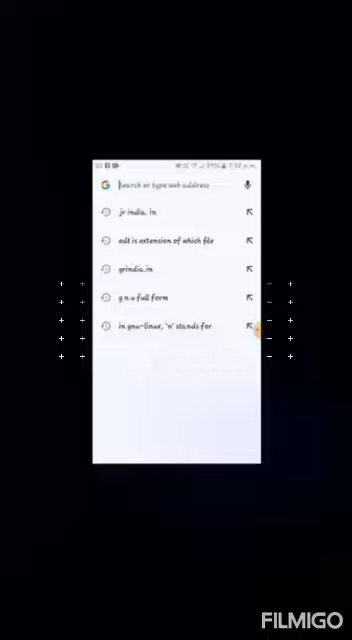 Search or type web address
jr india. in
odt is extension of which file
grindia.in
g n u full form
in gnu-linux, 'n' stands for
FILMIGO